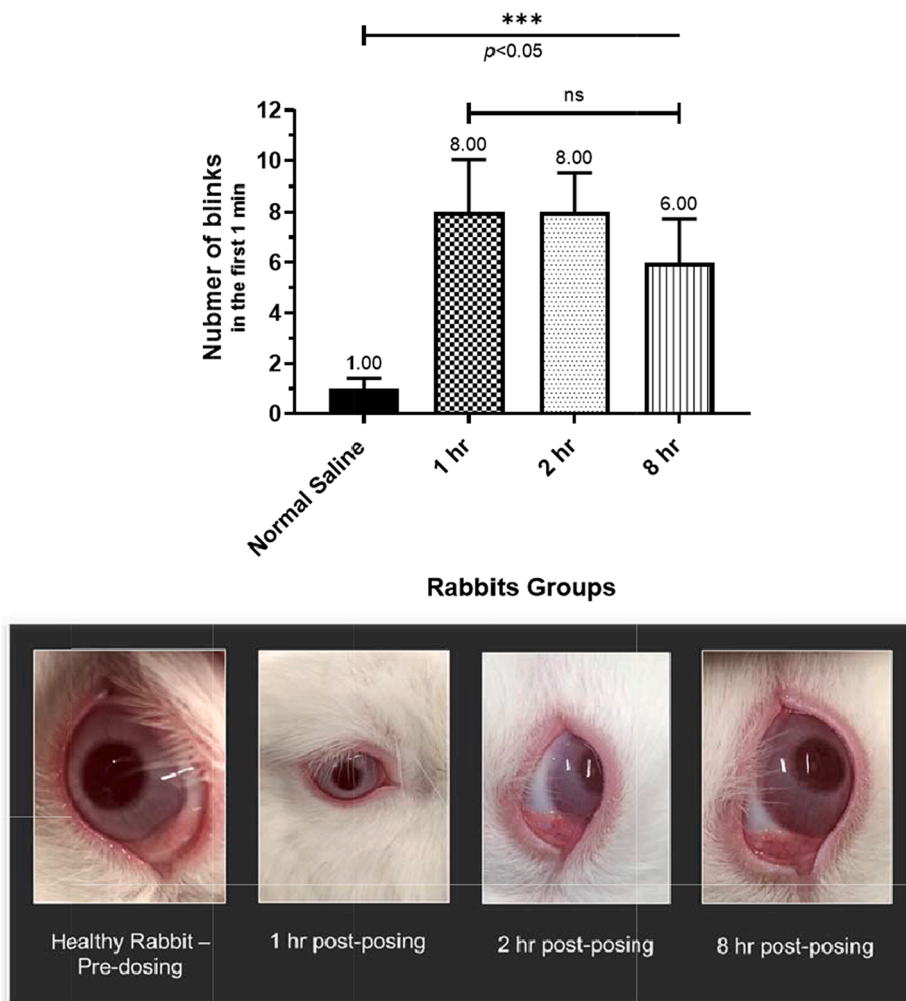 ***
p<0.05
ns
12
10
8
6
4
2
0
8.00
8.00
6.00
1.00
Nubmer of blinks
in the first 1 min
Normal Saline
1 hr
2 hr
8 hr
Rabbits Groups
Healthy Rabbit –
Pre-dosing
1 hr post-posing
2 hr post-posing
8 hr post-posing